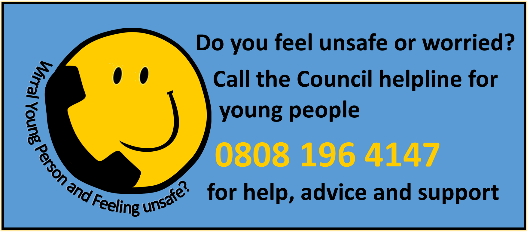 Do you feel unsafe or worried?
Call the Council helpline for
young people
0808 196 4147
for help, advice and support
Wirral Young Person and Feeling unsafe?